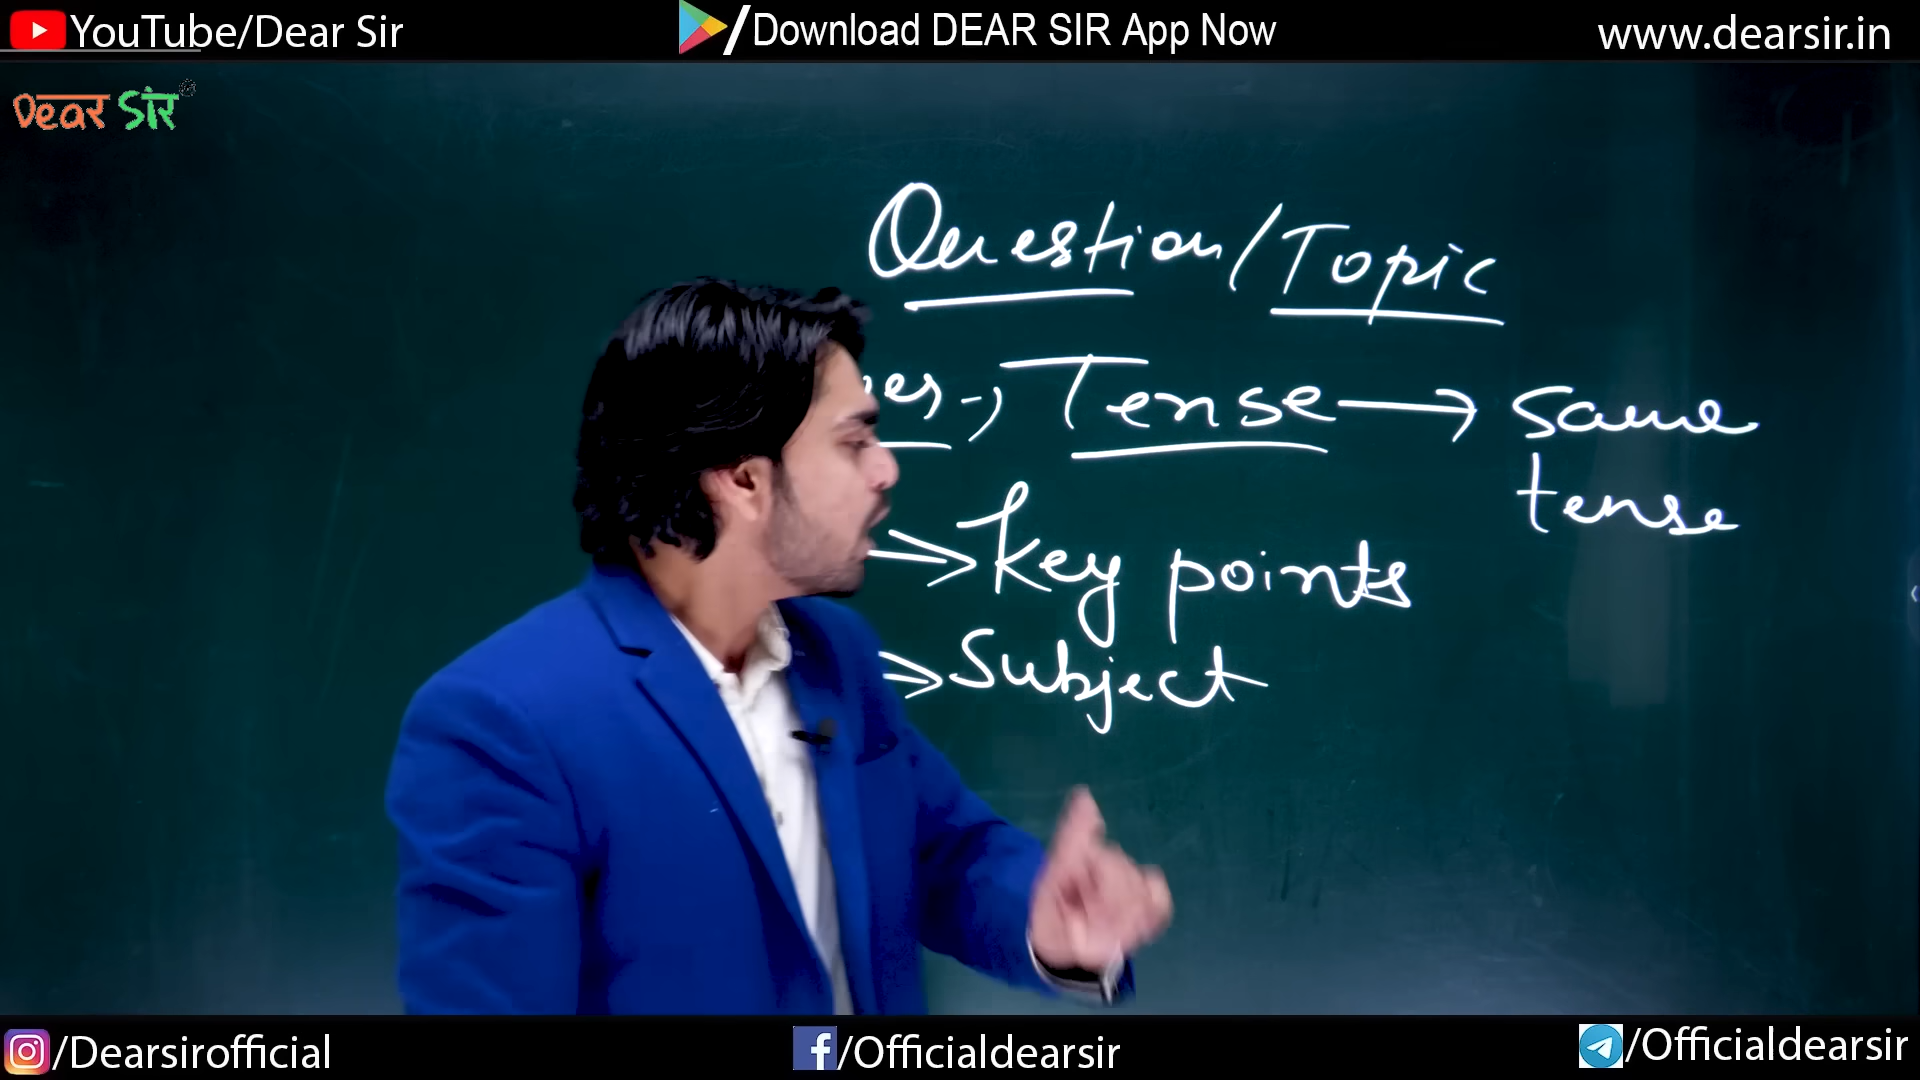 YouTube/Dear Sir
/Download DEAR SIR App Now
www.dearsir.in
Dear Sir
Question/Topic
Tense → same
tense
⇒ Key points
⇒ Subject
/Dearsirofficial
/Officialdearsir
/Officialdearsir